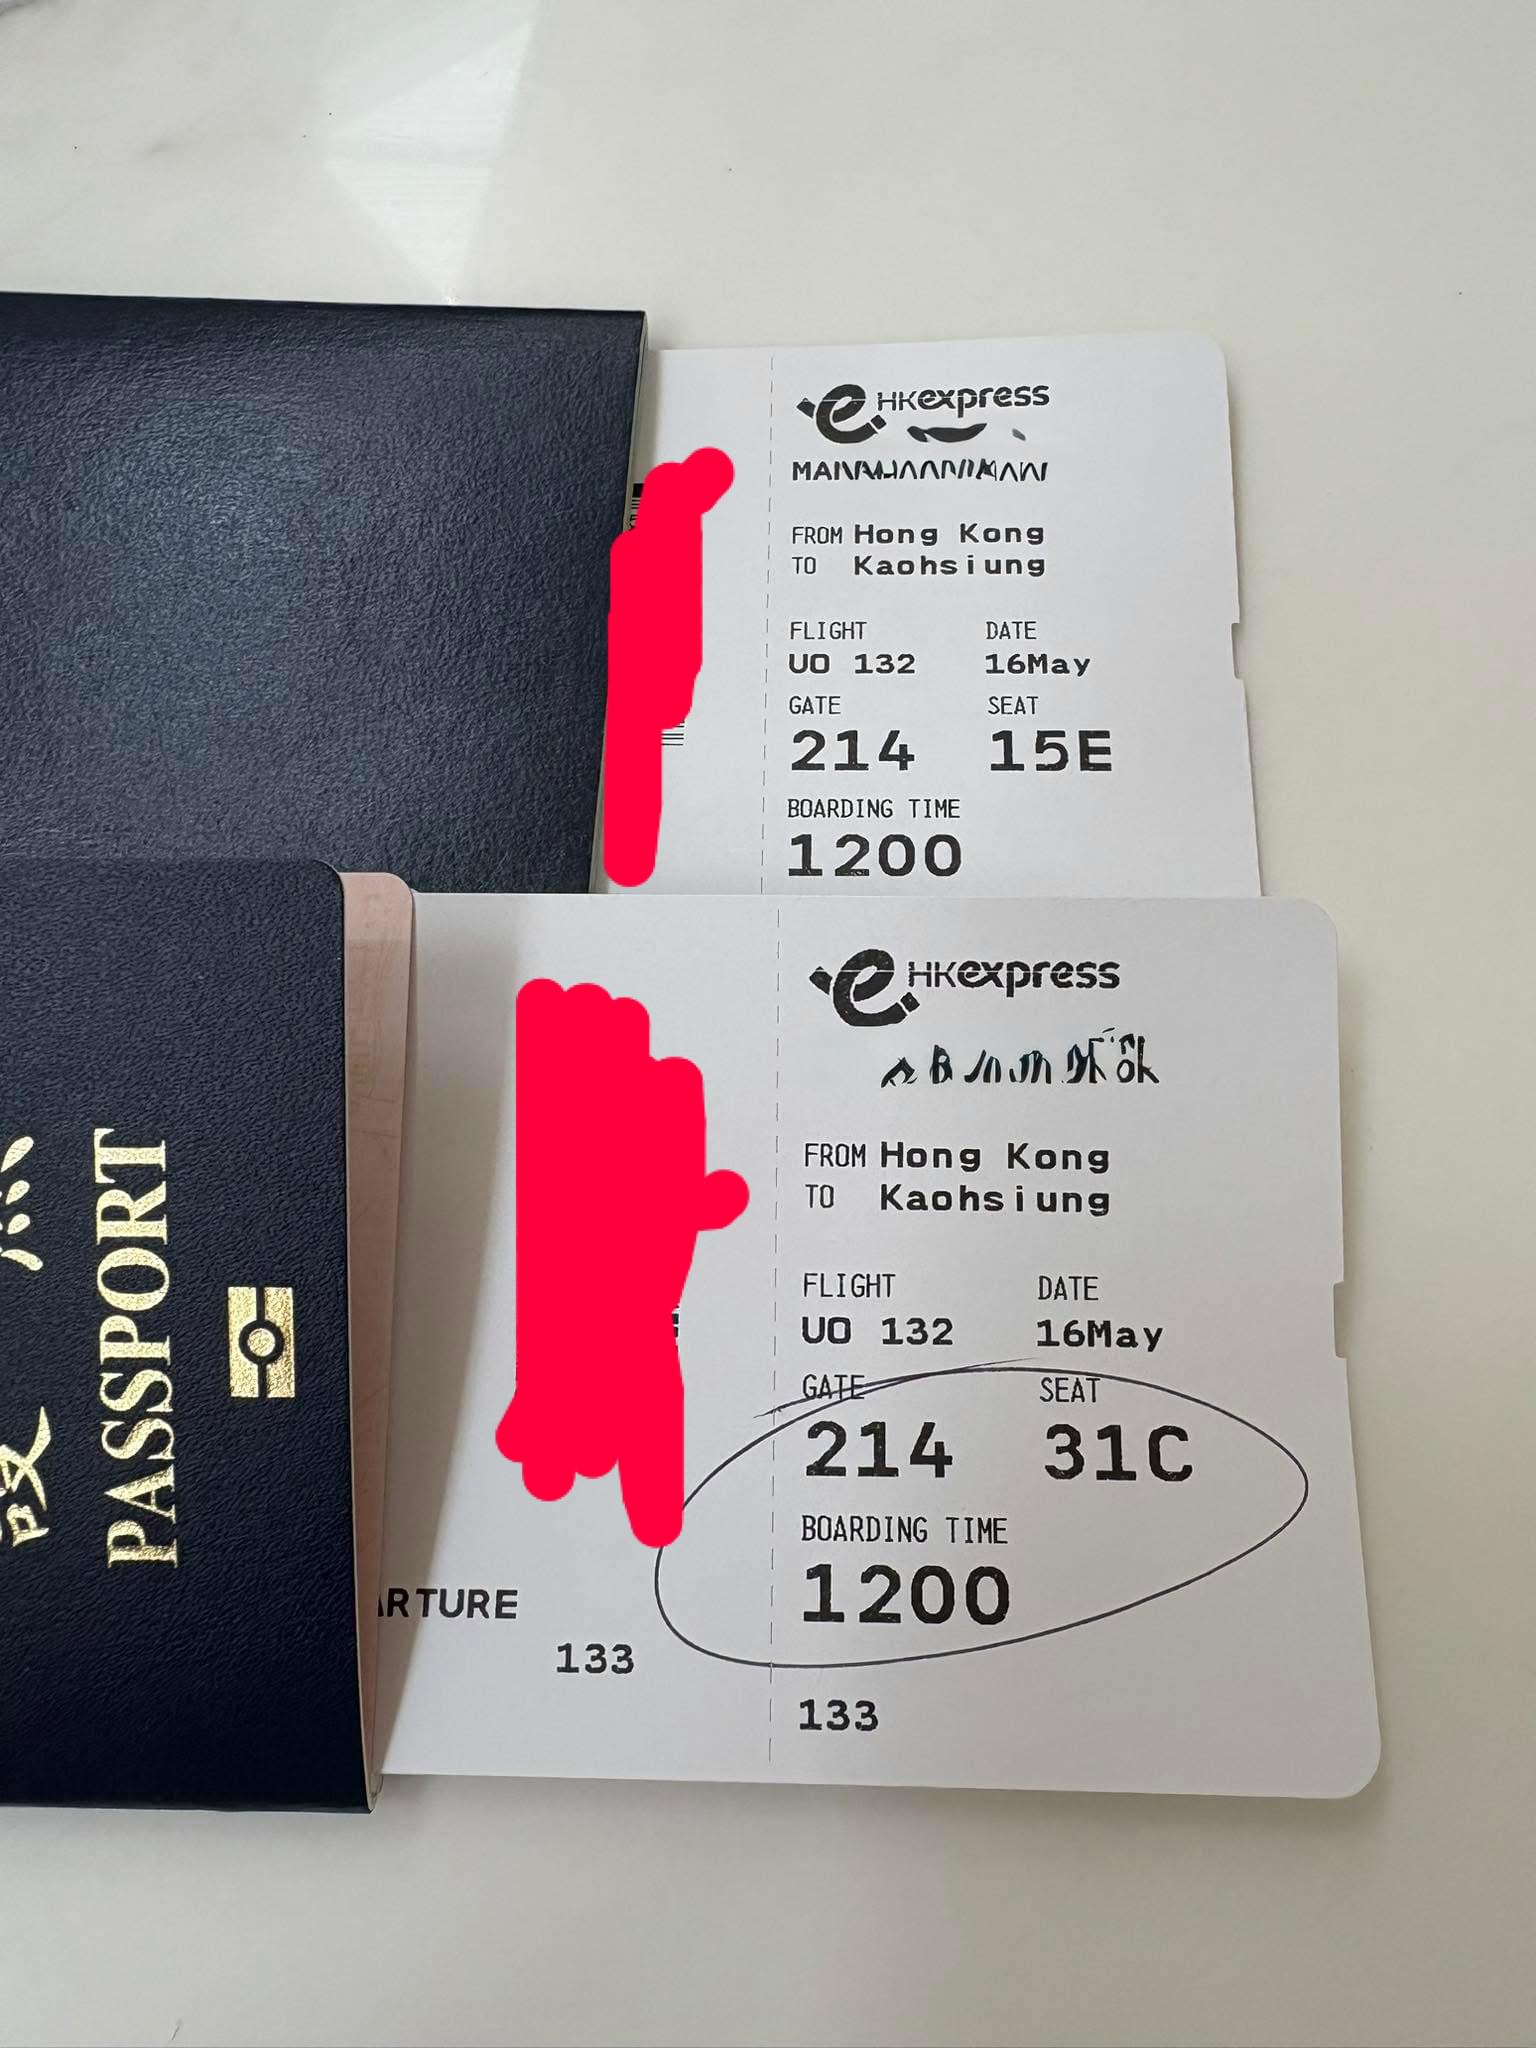 HKexpress
FROM Hong Kong
TO Kaohsiung
FLIGHT DATE
UO 132 16May
GATE SEAT
214 15E
BOARDING TIME
1200
HKexpress
FROM Hong Kong
TO Kaohsiung
FLIGHT DATE
UO 132 16May
GATE SEAT
214 31C
BOARDING TIME
1200
133
133
PASSPORT